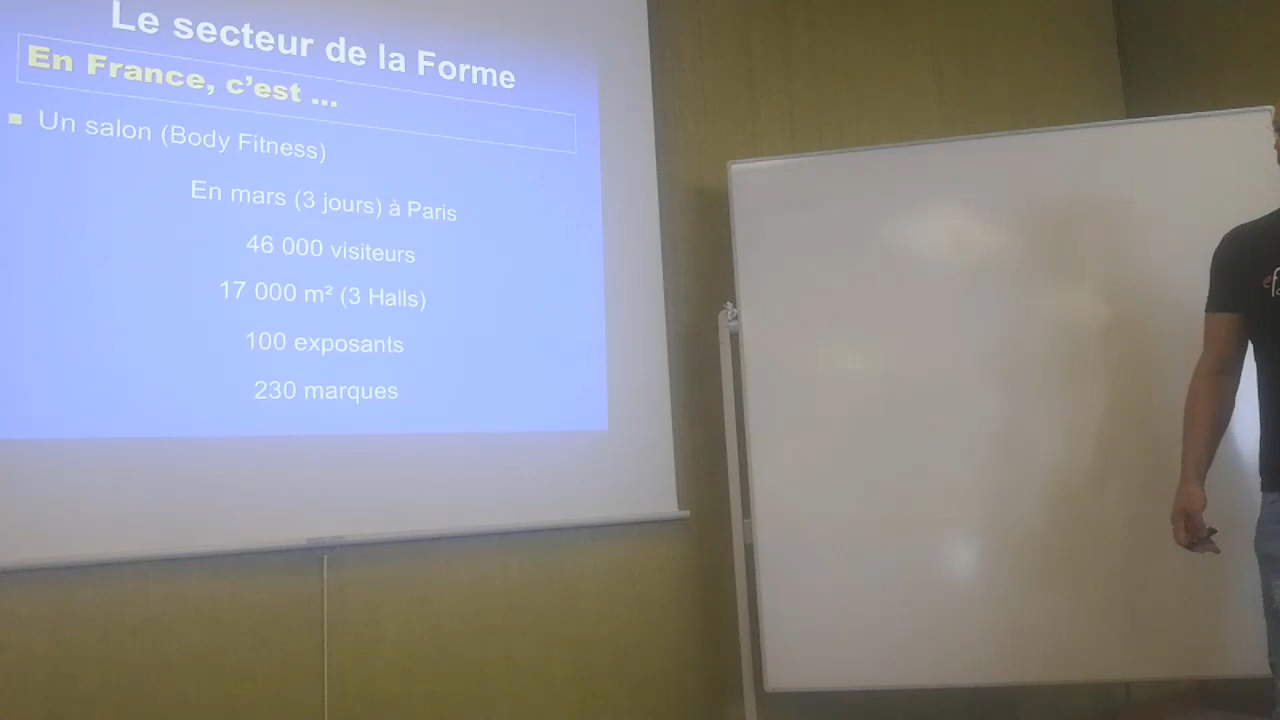 Le secteur de la Forme
En France, c'est ...
Un salon (Body Fitness)
En mars (3 jours) à Paris
46 000 visiteurs
17 000 m² (3 Halls)
100 exposants
230 marques